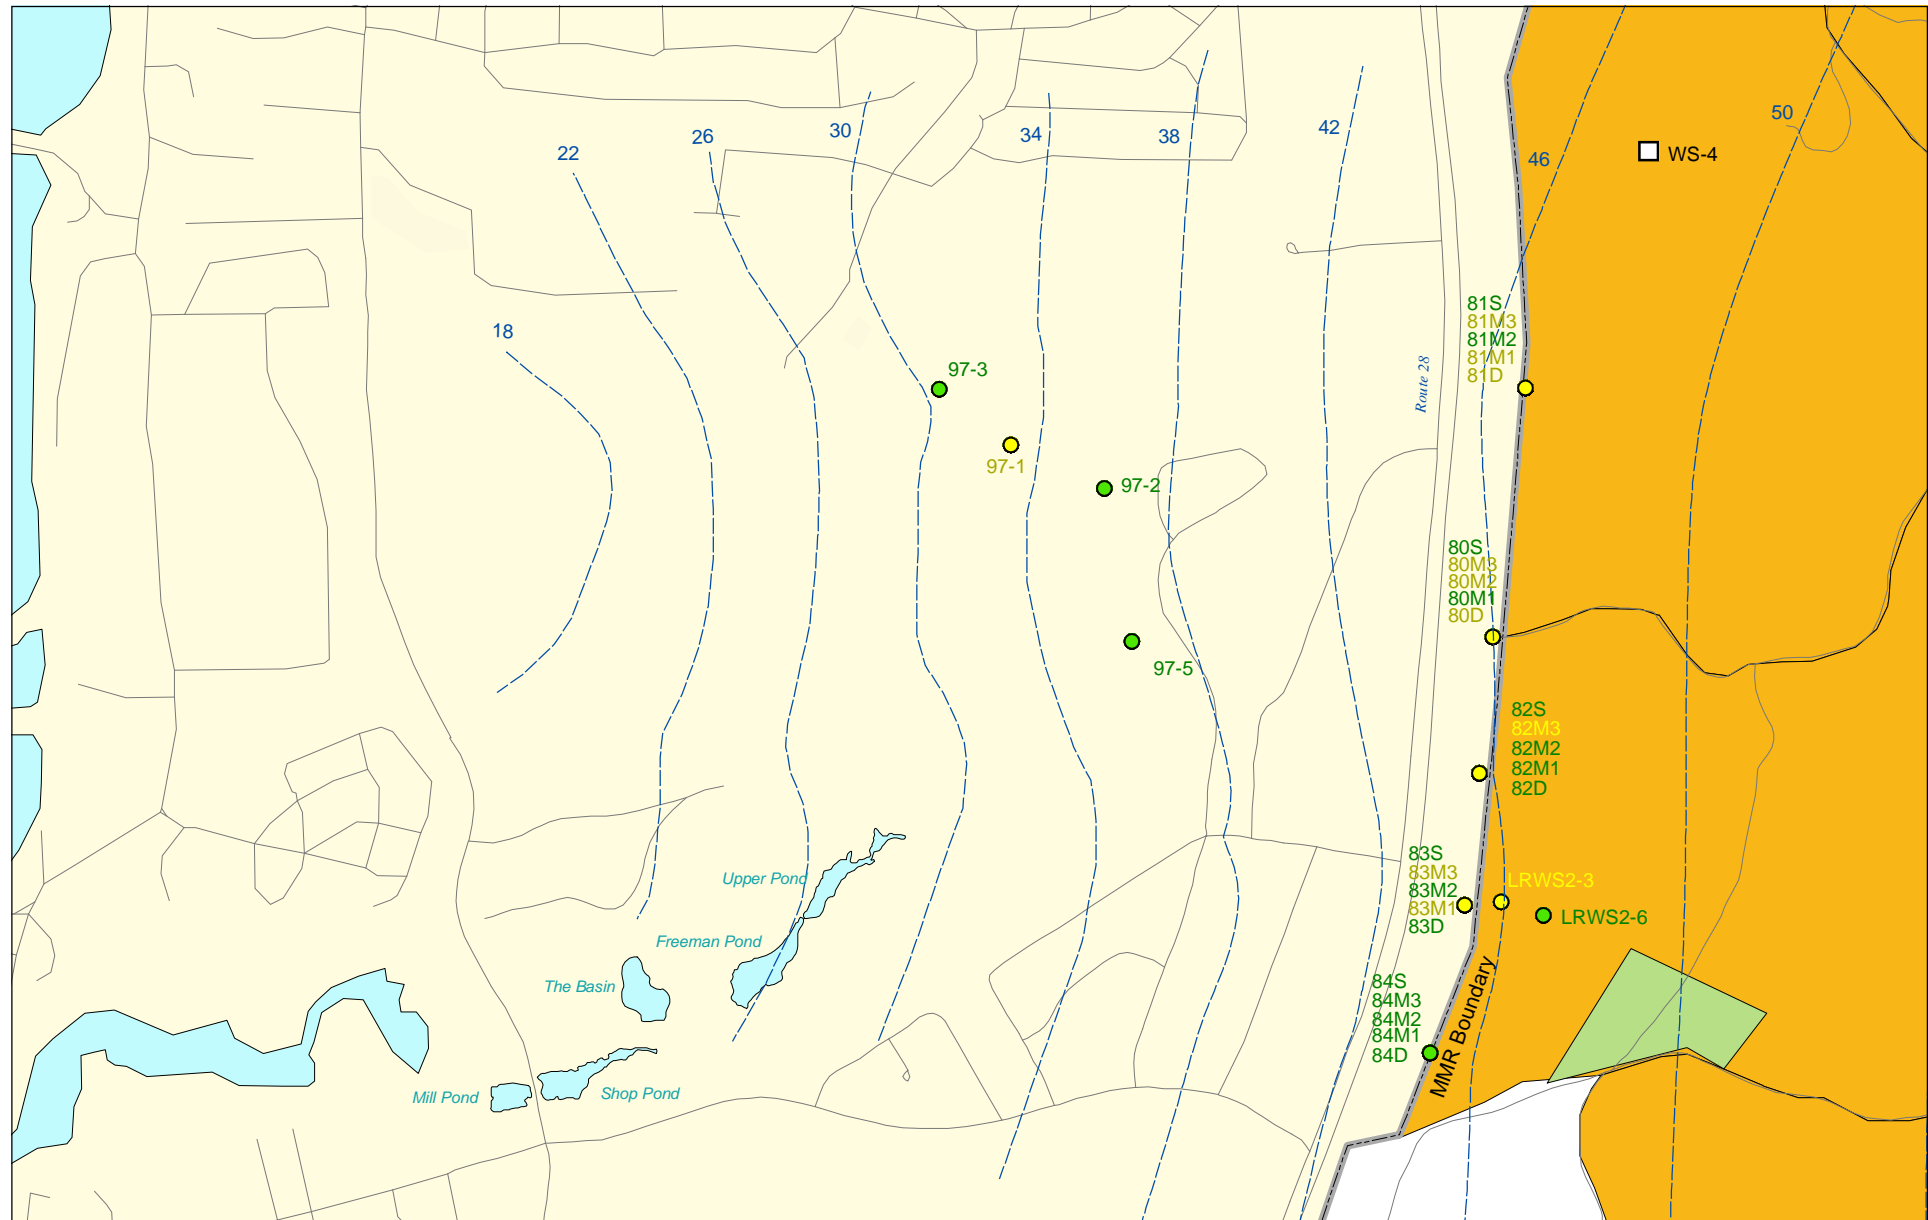 50
30
42
34
38
26
22
46
WS-4
18
81S
81M3
81M2
81M1
81D
Route 28
97-3
97-1
97-2
80S
80M3
80M2
80M1
80D
97-5
82S
82M3
82M2
82M1
82D
83S
83M3
83M2
83M1
83D
LRWS2-3
LRWS2-6
Upper Pond
Freeman Pond
The Basin
84S
84M3
84M2
84M1
84D
MMR Boundary
Mill Pond
Shop Pond